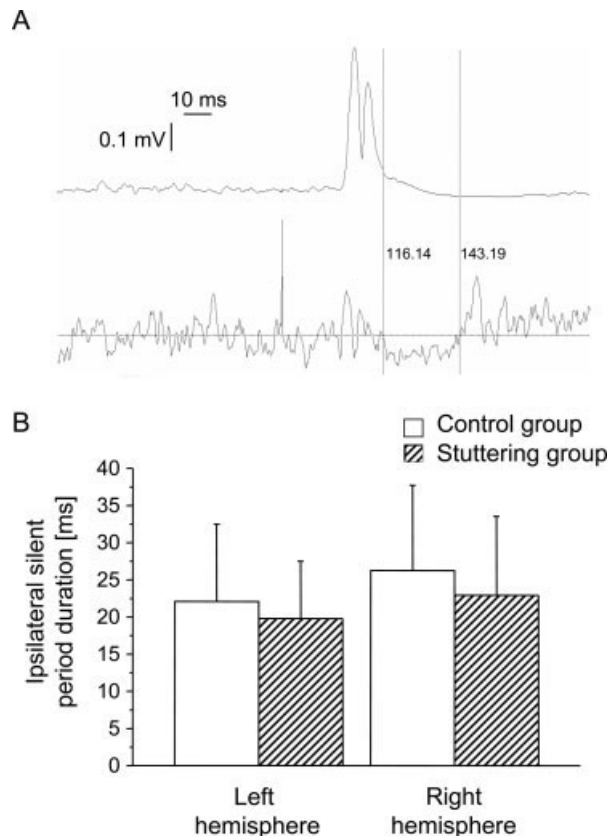 A
10 ms
0.1 mV
116.14 143.19
B
Control group
Stuttering group
Ipsilateral silent
period duration [ms]
40
35
30
25
20
15
10
5
0
Left
hemisphere
Right
hemisphere